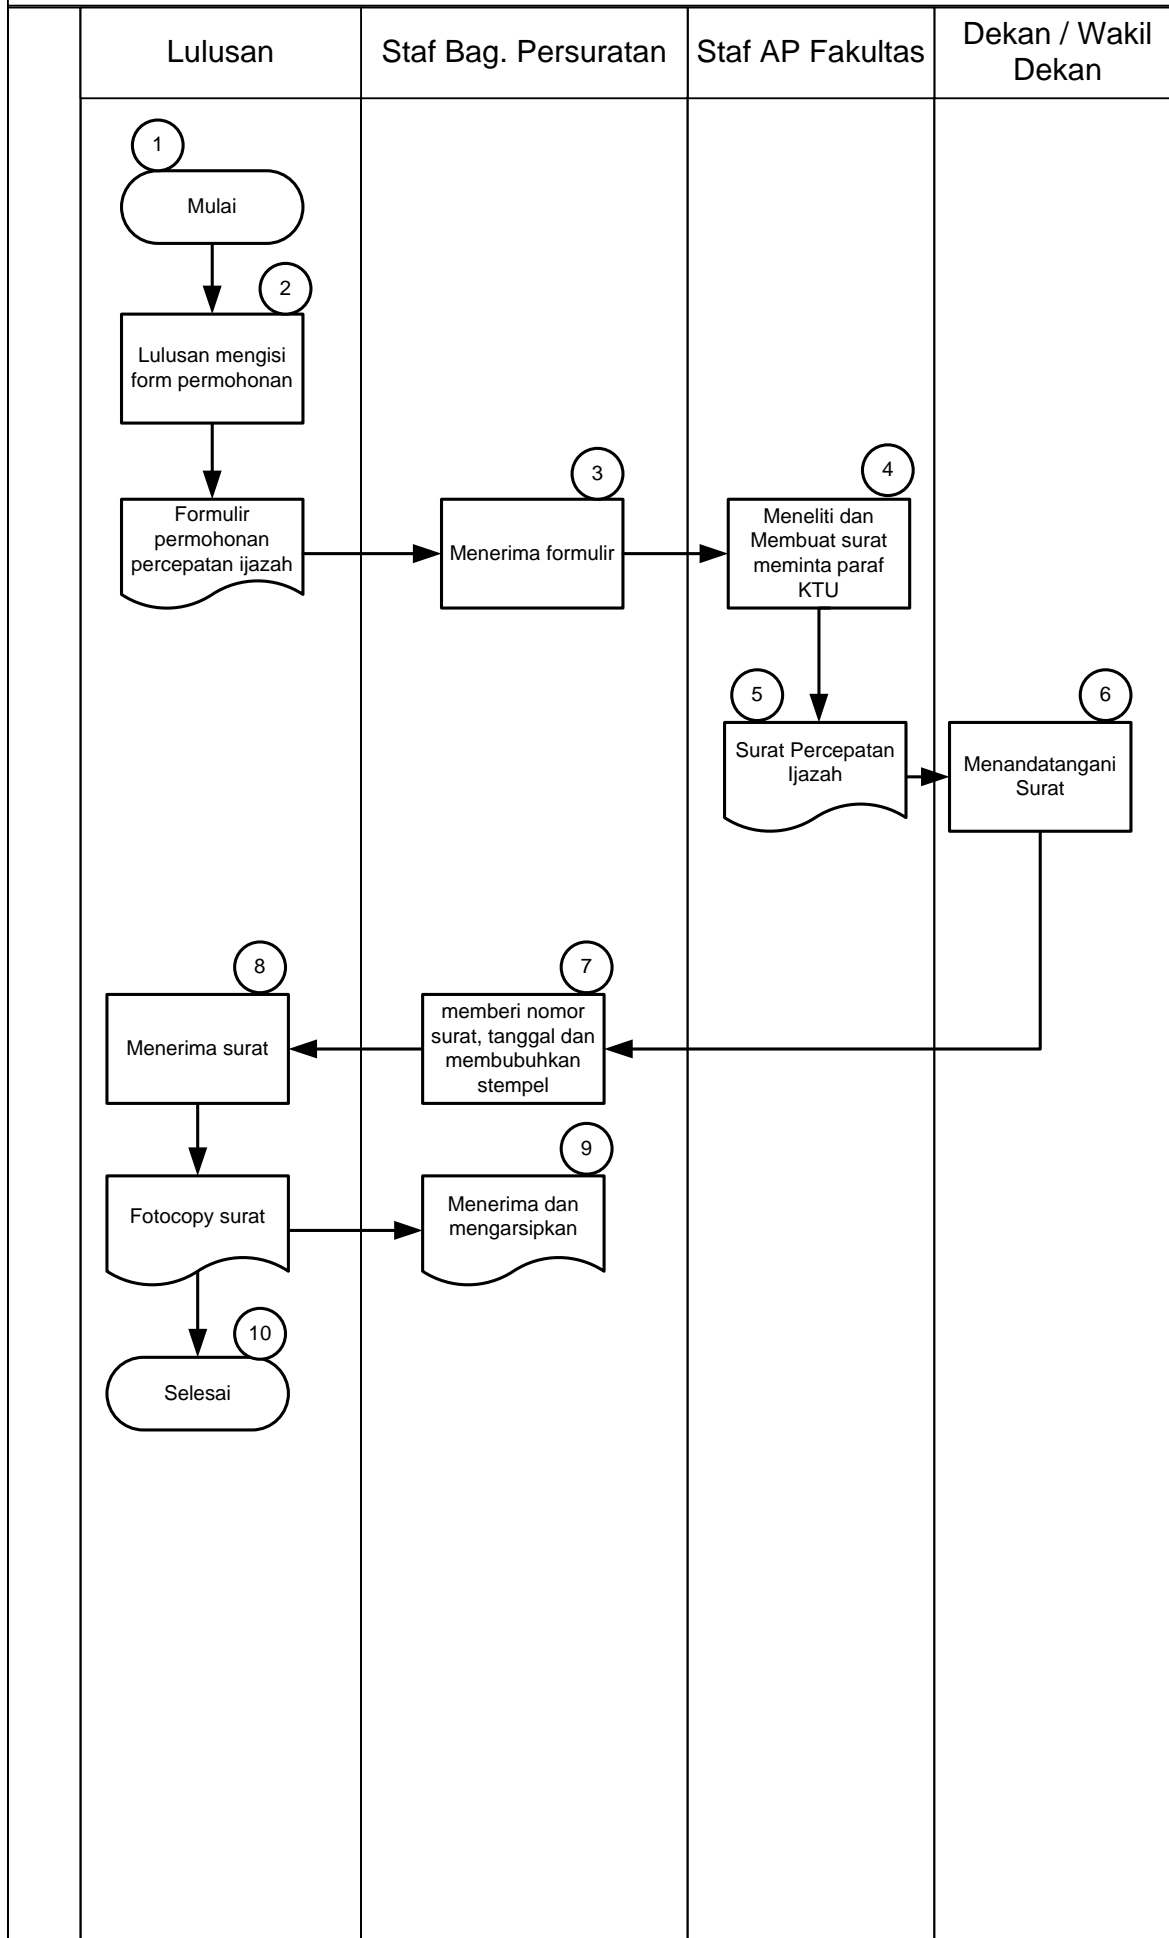 Lulusan
Staf Bag. Persuratan
Staf AP Fakultas
Dekan / Wakil
Dekan
1
Mulai
2
Lulusan mengisi
form permohonan
Formulir
permohonan
percepatan ijazah
3
Menerima formulir
4
Meneliti dan
Membuat surat
meminta paraf
KTU
5
Surat Percepatan
Ijazah
6
Menandatangani
Surat
7
memberi nomor
surat, tanggal dan
membubuhkan
stempel
8
Menerima surat
Fotocopy surat
9
Menerima dan
mengarsipkan
10
Selesai